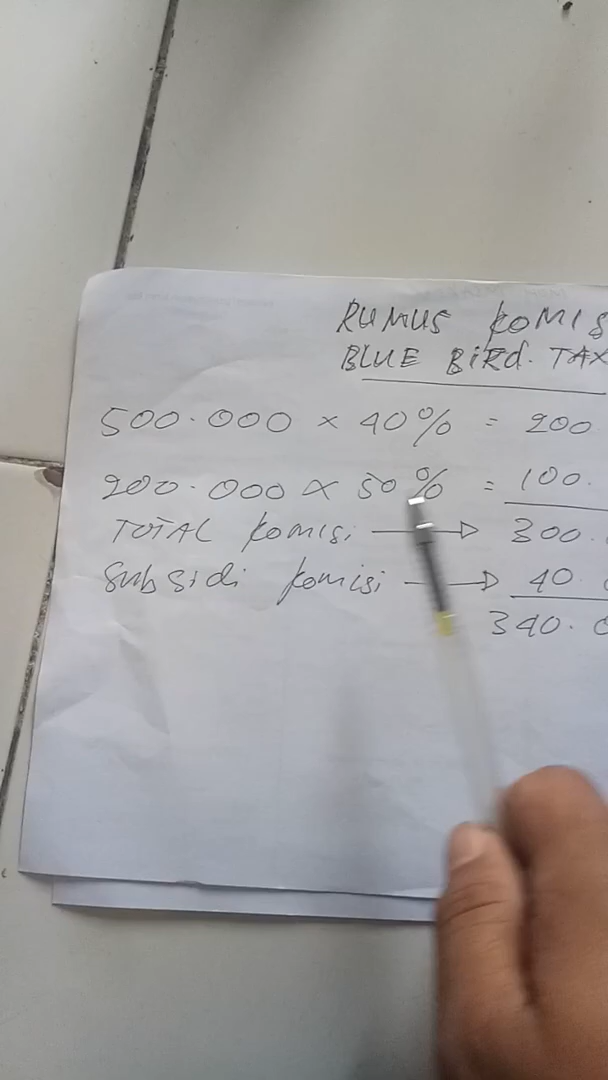 RUMUS KOMIS
BLUE BIRD. TAX
500.000 x 40% = 200
200.000 x 50% = 100.
TOTAL KOMISI → 300.
Subsidi komisi → 40.
340.